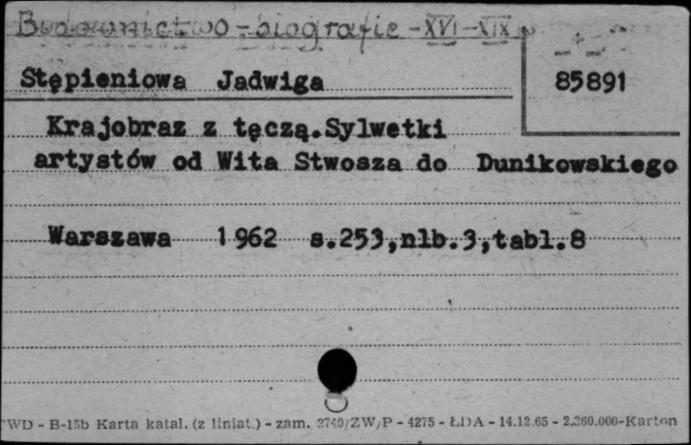 Budownictwo - biografie - XVI - XIX w
Stępieniowa Jadwiga
85891
Krajobraz z tęczą.Sylwetki
artystów od Wita Stwosza do Dunikowskiego
Warszawa 1962 s.253,nlb.3,tabl.8
WD - B-15b Karta katal. (z liniat.) - zam. 2740/ZW/P - 4275 - ŁDA - 14.12.65 - 2.360.000-Karton